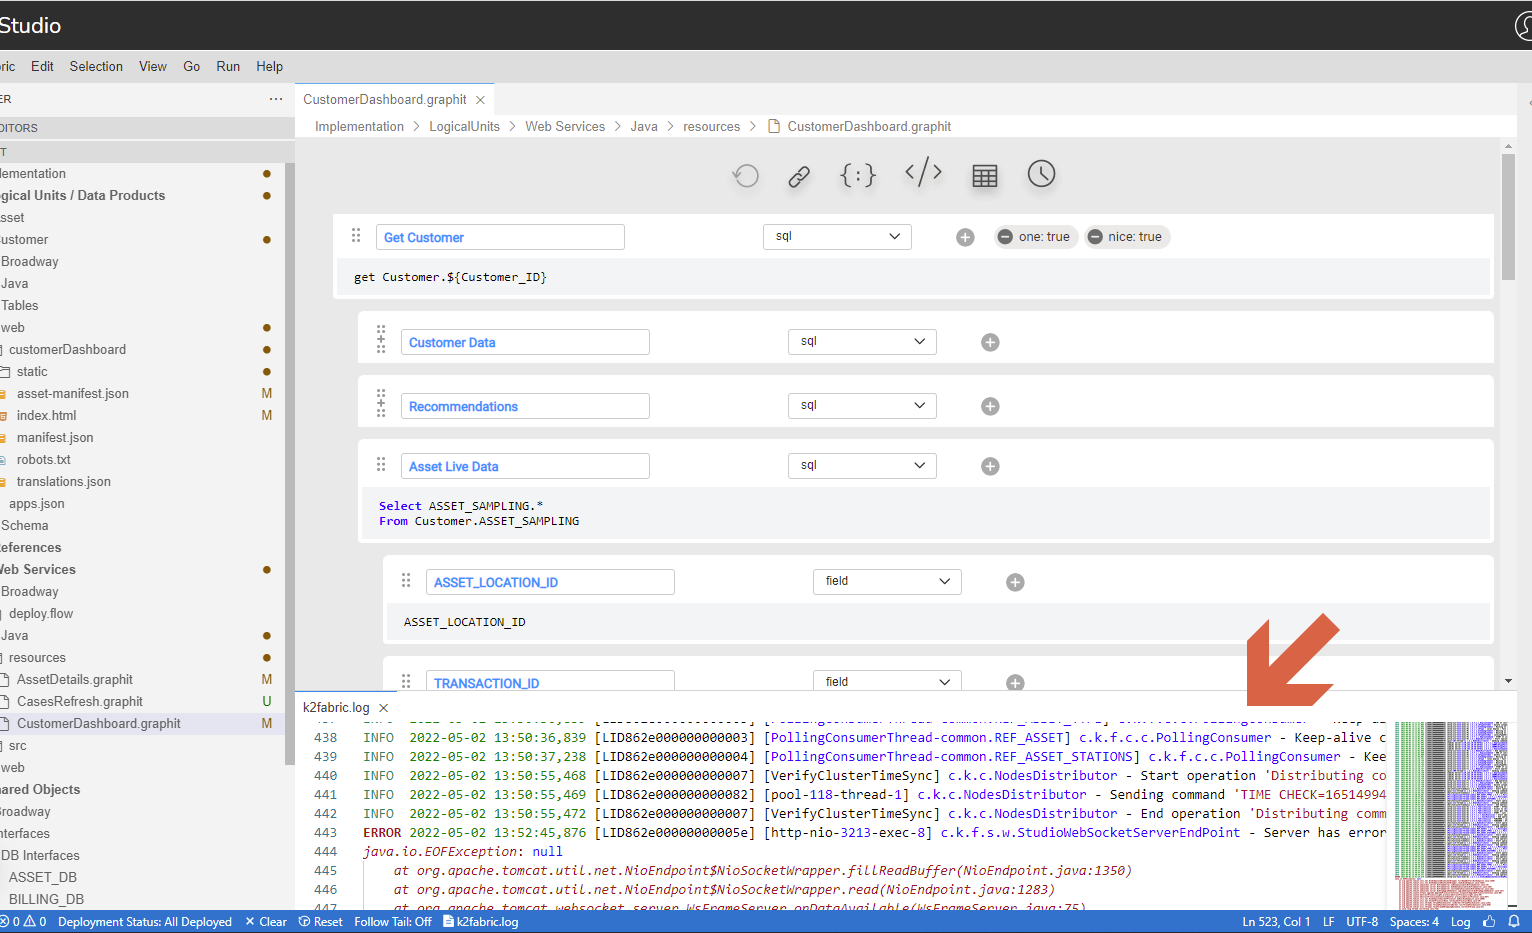 Studio
ric Edit Selection View Go Run Help
ER ...
CustomerDashboard.graphit
DITORS
Implementation > LogicalUnits > Web Services > Java > resources > CustomerDashboard.graphit
T
lementation
gical Units / Data Products
sset
ustomer
Broadway
Java
Tables
web
customerDashboard
static
asset-manifest.json M
index.html M
manifest.json
robots.txt
translations.json
apps.json
Schema
eferences
Web Services
Broadway
deploy.flow
Java
resources
AssetDetails.graphit M
CasesRefresh.graphit U
CustomerDashboard.graphit M
src
web
ared Objects
Broadway
nterfaces
DB Interfaces
ASSET_DB
BILLING_DB
{:} </>
Get Customer sql one: true nice: true
get Customer.${Customer_ID}
Customer Data sql
Recommendations sql
Asset Live Data sql
Select ASSET_SAMPLING.*
From Customer.ASSET_SAMPLING
ASSET_LOCATION_ID field
ASSET_LOCATION_ID
TRANSACTION_ID field
k2fabric.log
438 INFO 2022-05-02 13:50:36,839 [LID862e000000000003] [PollingConsumerThread-common.REF_ASSET] c.k.f.c.c.PollingConsumer - Keep-alive c
439 INFO 2022-05-02 13:50:37,238 [LID862e000000000004] [PollingConsumerThread-common.REF_ASSET_STATIONS] c.k.f.c.c.PollingConsumer - Kee
440 INFO 2022-05-02 13:50:55,468 [LID862e000000000007] [VerifyClusterTimeSync] c.k.c.NodesDistributor - Start operation 'Distributing co
441 INFO 2022-05-02 13:50:55,469 [LID862e000000000082] [pool-118-thread-1] c.k.c.NodesDistributor - Sending command 'TIME CHECK=16514994
442 INFO 2022-05-02 13:50:55,472 [LID862e000000000007] [VerifyClusterTimeSync] c.k.c.NodesDistributor - End operation 'Distributing comm
443 ERROR 2022-05-02 13:52:45,876 [LID862e00000000005e] [http-nio-3213-exec-8] c.k.f.s.w.StudioWebSocketServerEndPoint - Server has error
444 java.io.EOFException: null
445 at org.apache.tomcat.util.net.NioEndpoint$NioSocketWrapper.fillReadBuffer(NioEndpoint.java:1350)
446 at org.apache.tomcat.util.net.NioEndpoint$NioSocketWrapper.read(NioEndpoint.java:1283)
447 at org.apache.tomcat.websocket.server.WsFrameServer.onDataAvailable(WsFrameServer.java:75)
0 0 Deployment Status: All Deployed Clear Reset Follow Tail: Off k2fabric.log Ln 523, Col 1 LF UTF-8 Spaces: 4 Log